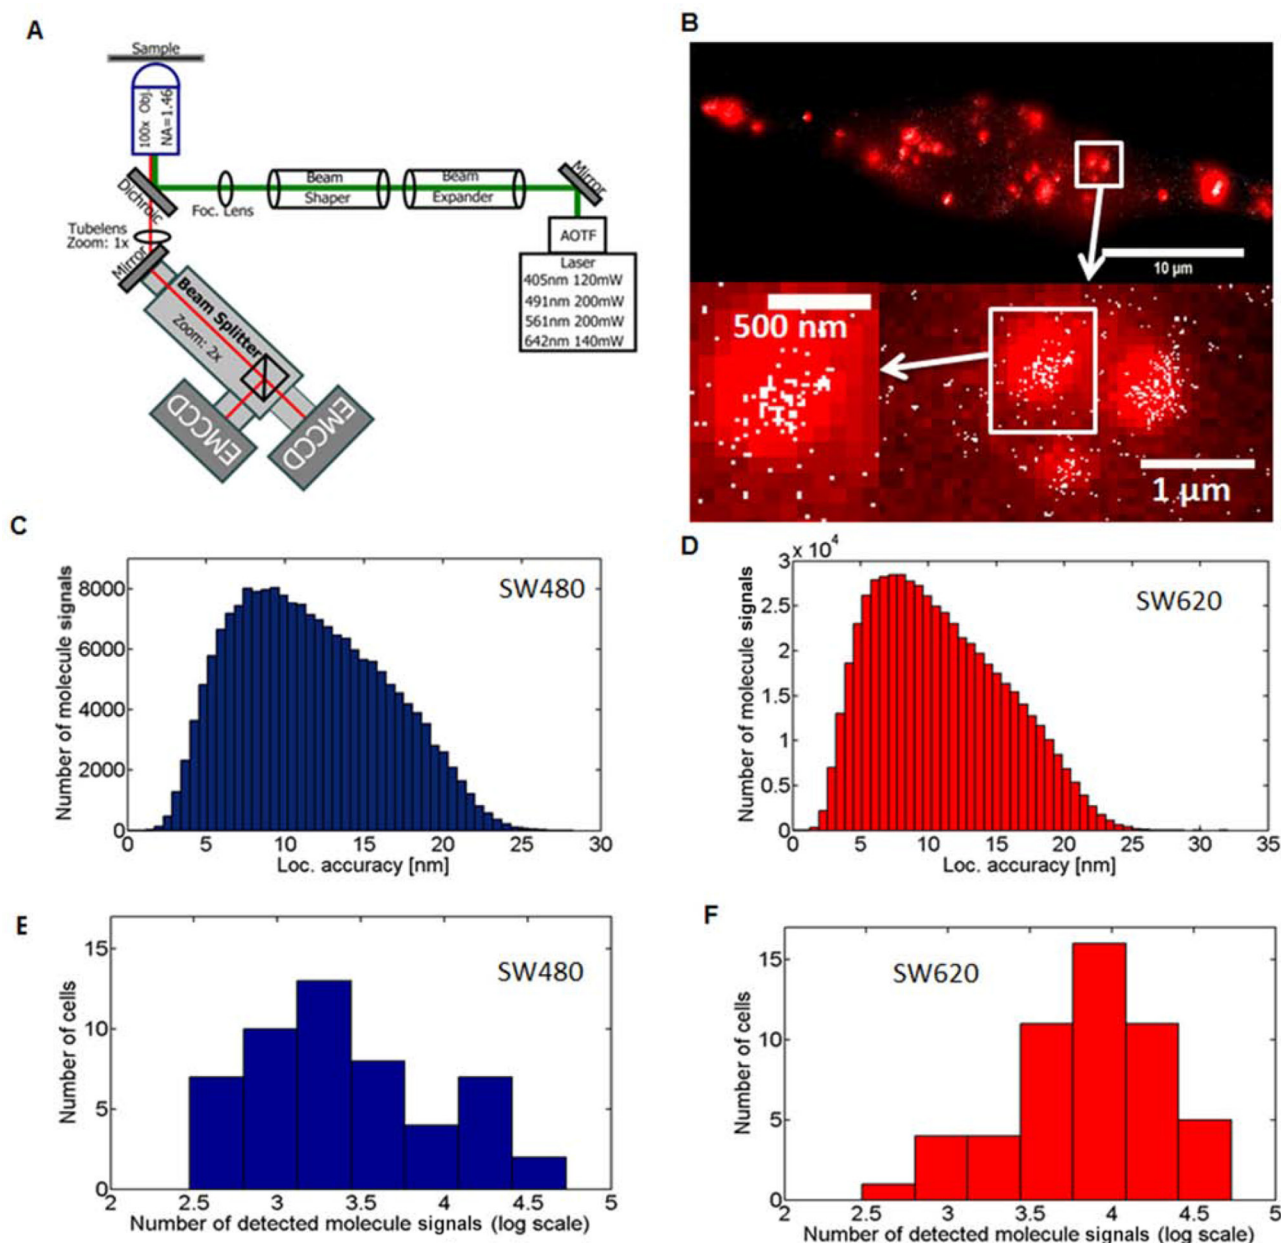 A
Sample
100x Obj.
NA=1.46
Dichroic
Foc. Lens
Beam
Shaper
Beam
Expander
Mirror
AOTF
Laser
405nm 120mW
491nm 200mW
561nm 200mW
642nm 140mW
Tubelens
Zoom: 1x
Mirror
Beam Splitter
Zoom: 2x
EMCCD
EMCCD
B
10 µm
500 nm
1 µm
C
SW480
Number of molecule signals
8000
6000
4000
2000
0
0 5 10 15 20 25 30
Loc. accuracy [nm]
D
x 10^4
SW620
Number of molecule signals
3
2.5
2
1.5
1
0.5
0
0 5 10 15 20 25 30 35
Loc. accuracy [nm]
E
SW480
Number of cells
15
10
5
0
2 2.5 3 3.5 4 4.5 5
Number of detected molecule signals (log scale)
F
SW620
Number of cells
15
10
5
0
2 2.5 3 3.5 4 4.5 5
Number of detected molecule signals (log scale)